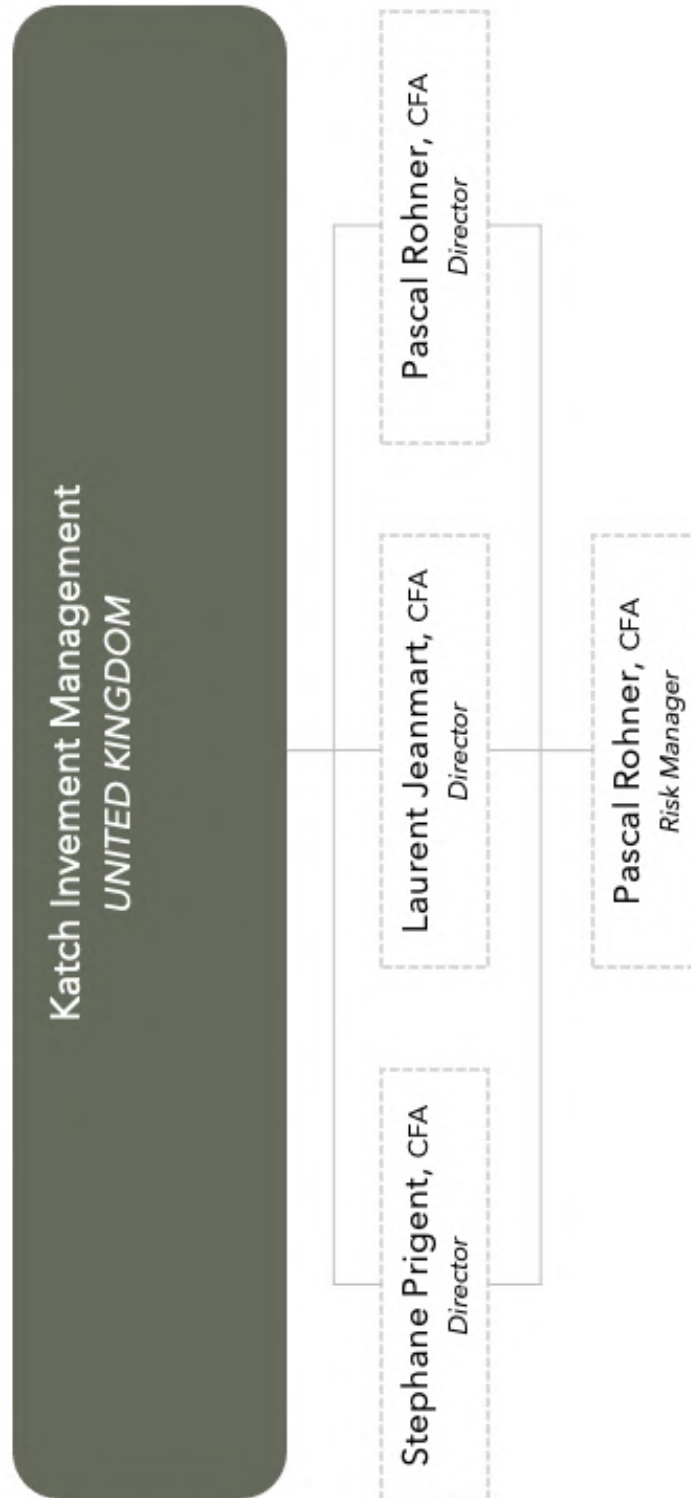 Katch Invement Management
UNITED KINGDOM
Stephane Prigent, CFA
Director
Laurent Jeanmart, CFA
Director
Pascal Rohner, CFA
Director
Pascal Rohner, CFA
Risk Manager